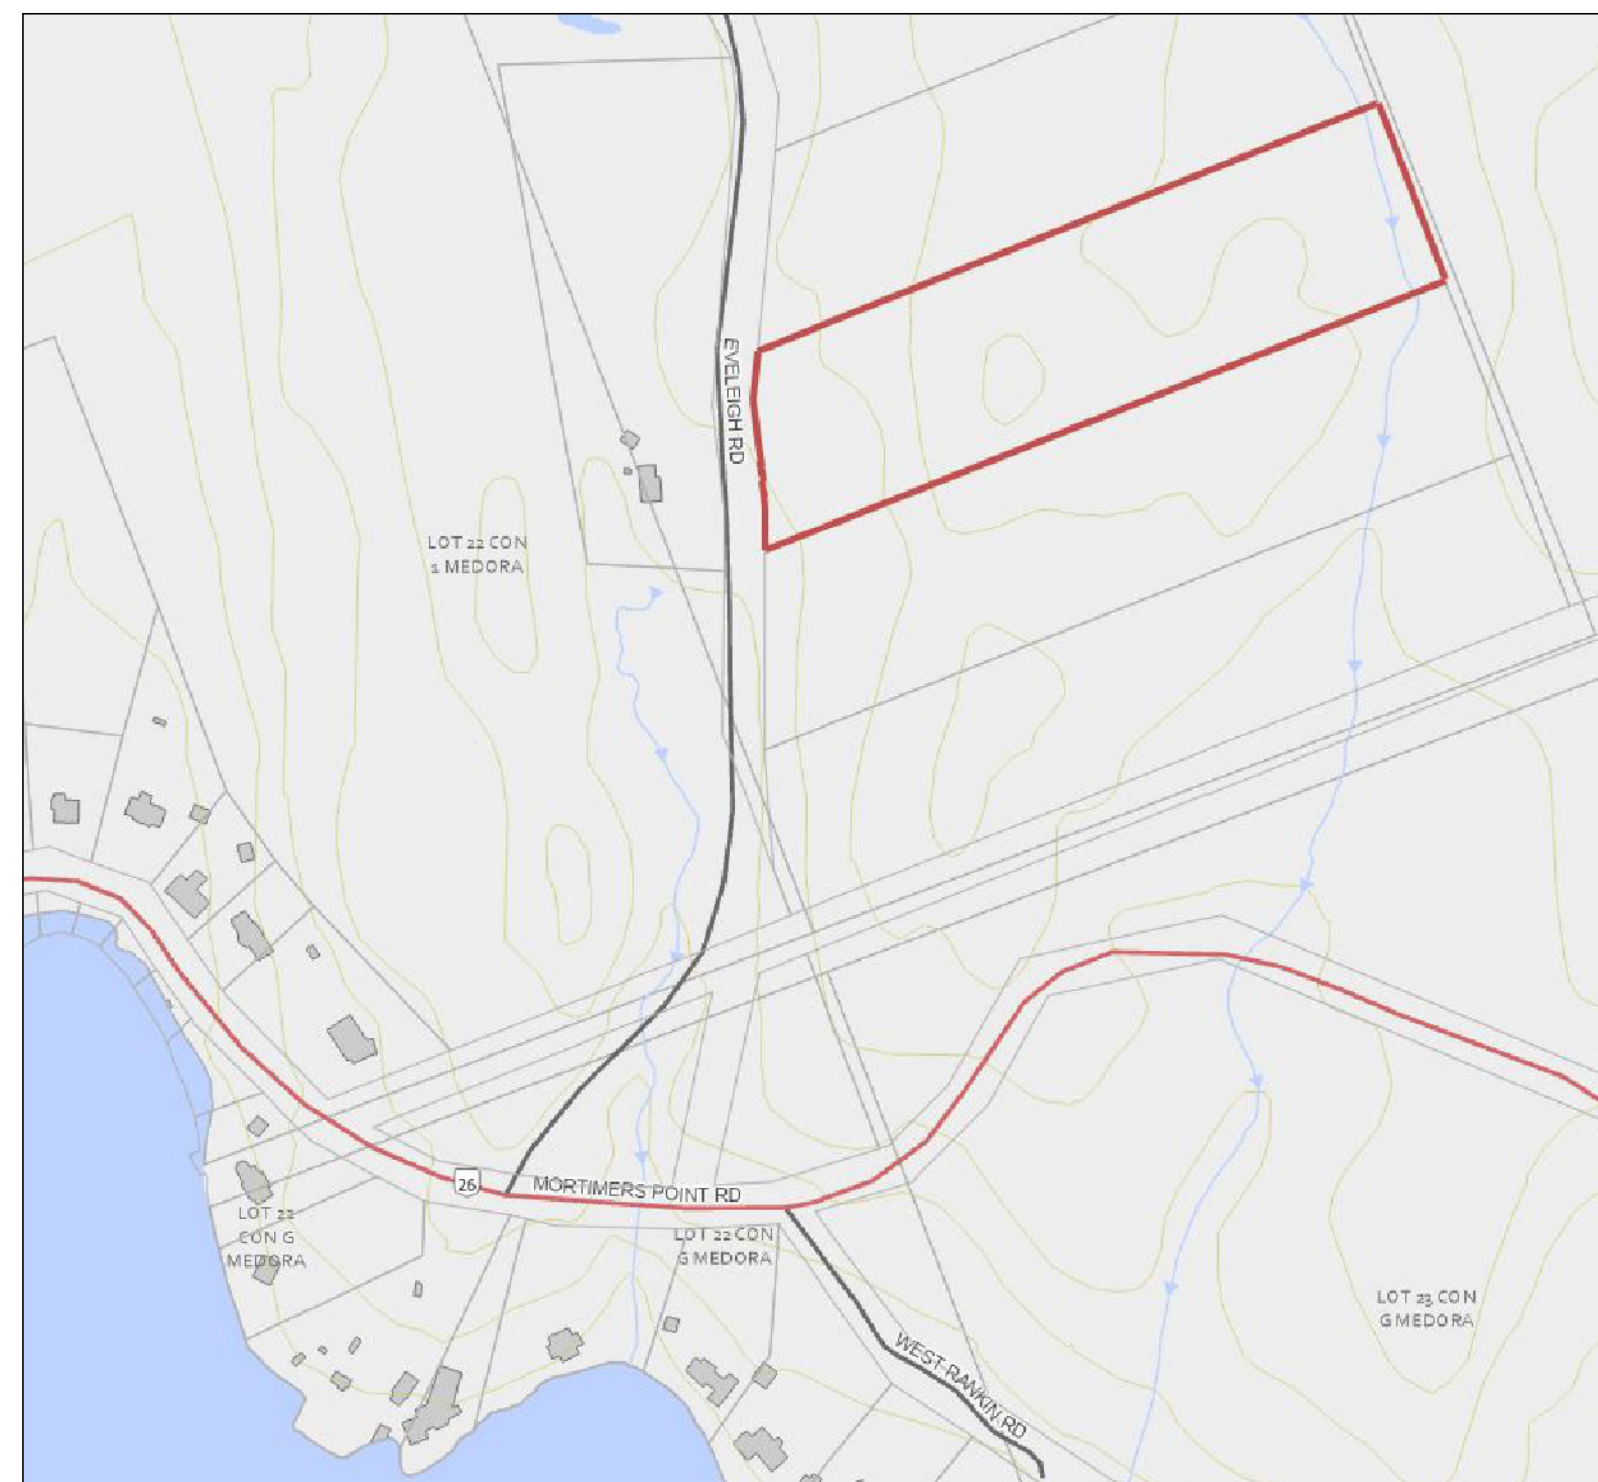 EVELEIGH RD
LOT 22 CON
1 MEDORA
26
MORTIMERS POINT RD
LOT 22
CON G
MEDORA
LOT 22 CON
G MEDORA
LOT 23 CON
G MEDORA
WEST RANKIN RD